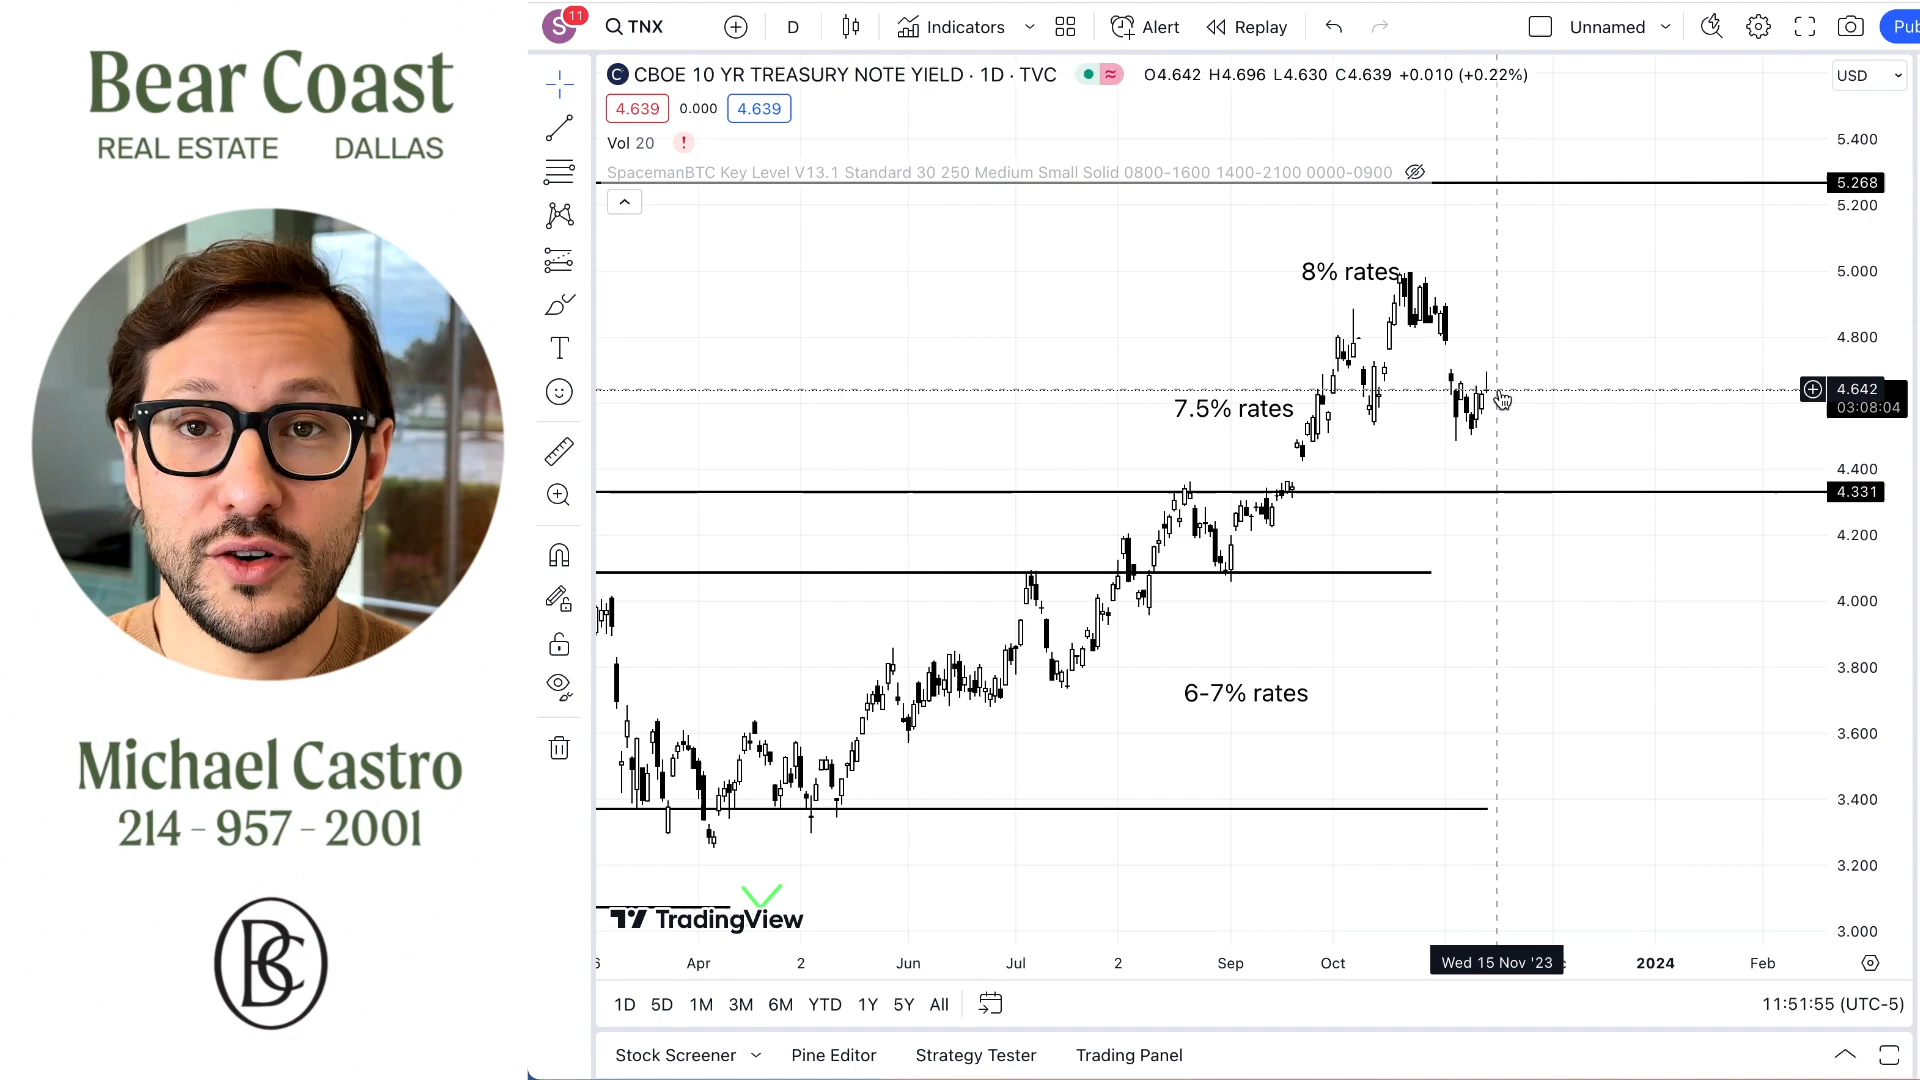 Bear Coast
REAL ESTATE DALLAS
Michael Castro
214 - 957 - 2001
BC
S 11 TNX D Indicators Alert Replay Unnamed Pub
CBOE 10 YR TREASURY NOTE YIELD · 1D · TVC O4.642 H4.696 L4.630 C4.639 +0.010 (+0.22%) USD
4.639 0.000 4.639
Vol 20 !
SpacemanBTC Key Level V13.1 Standard 30 250 Medium Small Solid 0800-1600 1400-2100 0000-0900
5.400
5.268
5.200
8% rates
5.000
4.800
4.642
03:08:04
7.5% rates
4.400
4.331
4.200
4.000
3.800
6-7% rates
3.600
3.400
3.200
TradingView
3.000
6 Apr 2 Jun Jul 2 Sep Oct Wed 15 Nov '23 c 2024 Feb
1D 5D 1M 3M 6M YTD 1Y 5Y All 11:51:55 (UTC-5)
Stock Screener Pine Editor Strategy Tester Trading Panel